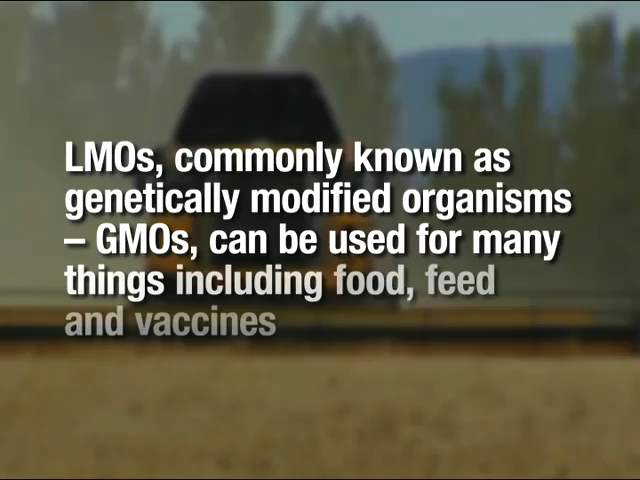 LMOs, commonly known as
genetically modified organisms
– GMOs, can be used for many
things including food, feed
and vaccines